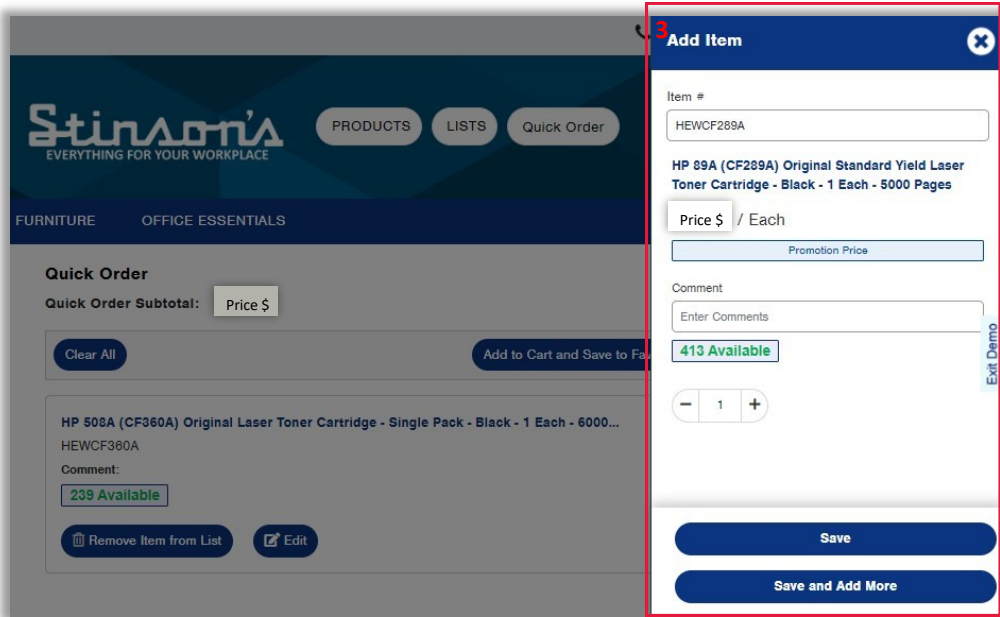 Stinson's
EVERYTHING FOR YOUR WORKPLACE
PRODUCTS
LISTS
Quick Order
FURNITURE
OFFICE ESSENTIALS
Quick Order
Quick Order Subtotal:
Price $
Clear All
Add to Cart and Save to Fa
HP 508A (CF360A) Original Laser Toner Cartridge - Single Pack - Black - 1 Each - 6000...
HEWCF360A
Comment:
239 Available
Remove Item from List
Edit
3
Add Item
Item #
HEWCF289A
HP 89A (CF289A) Original Standard Yield Laser
Toner Cartridge - Black - 1 Each - 5000 Pages
Price $ / Each
Promotion Price
Comment
Enter Comments
413 Available
− 1 +
Exit Demo
Save
Save and Add More